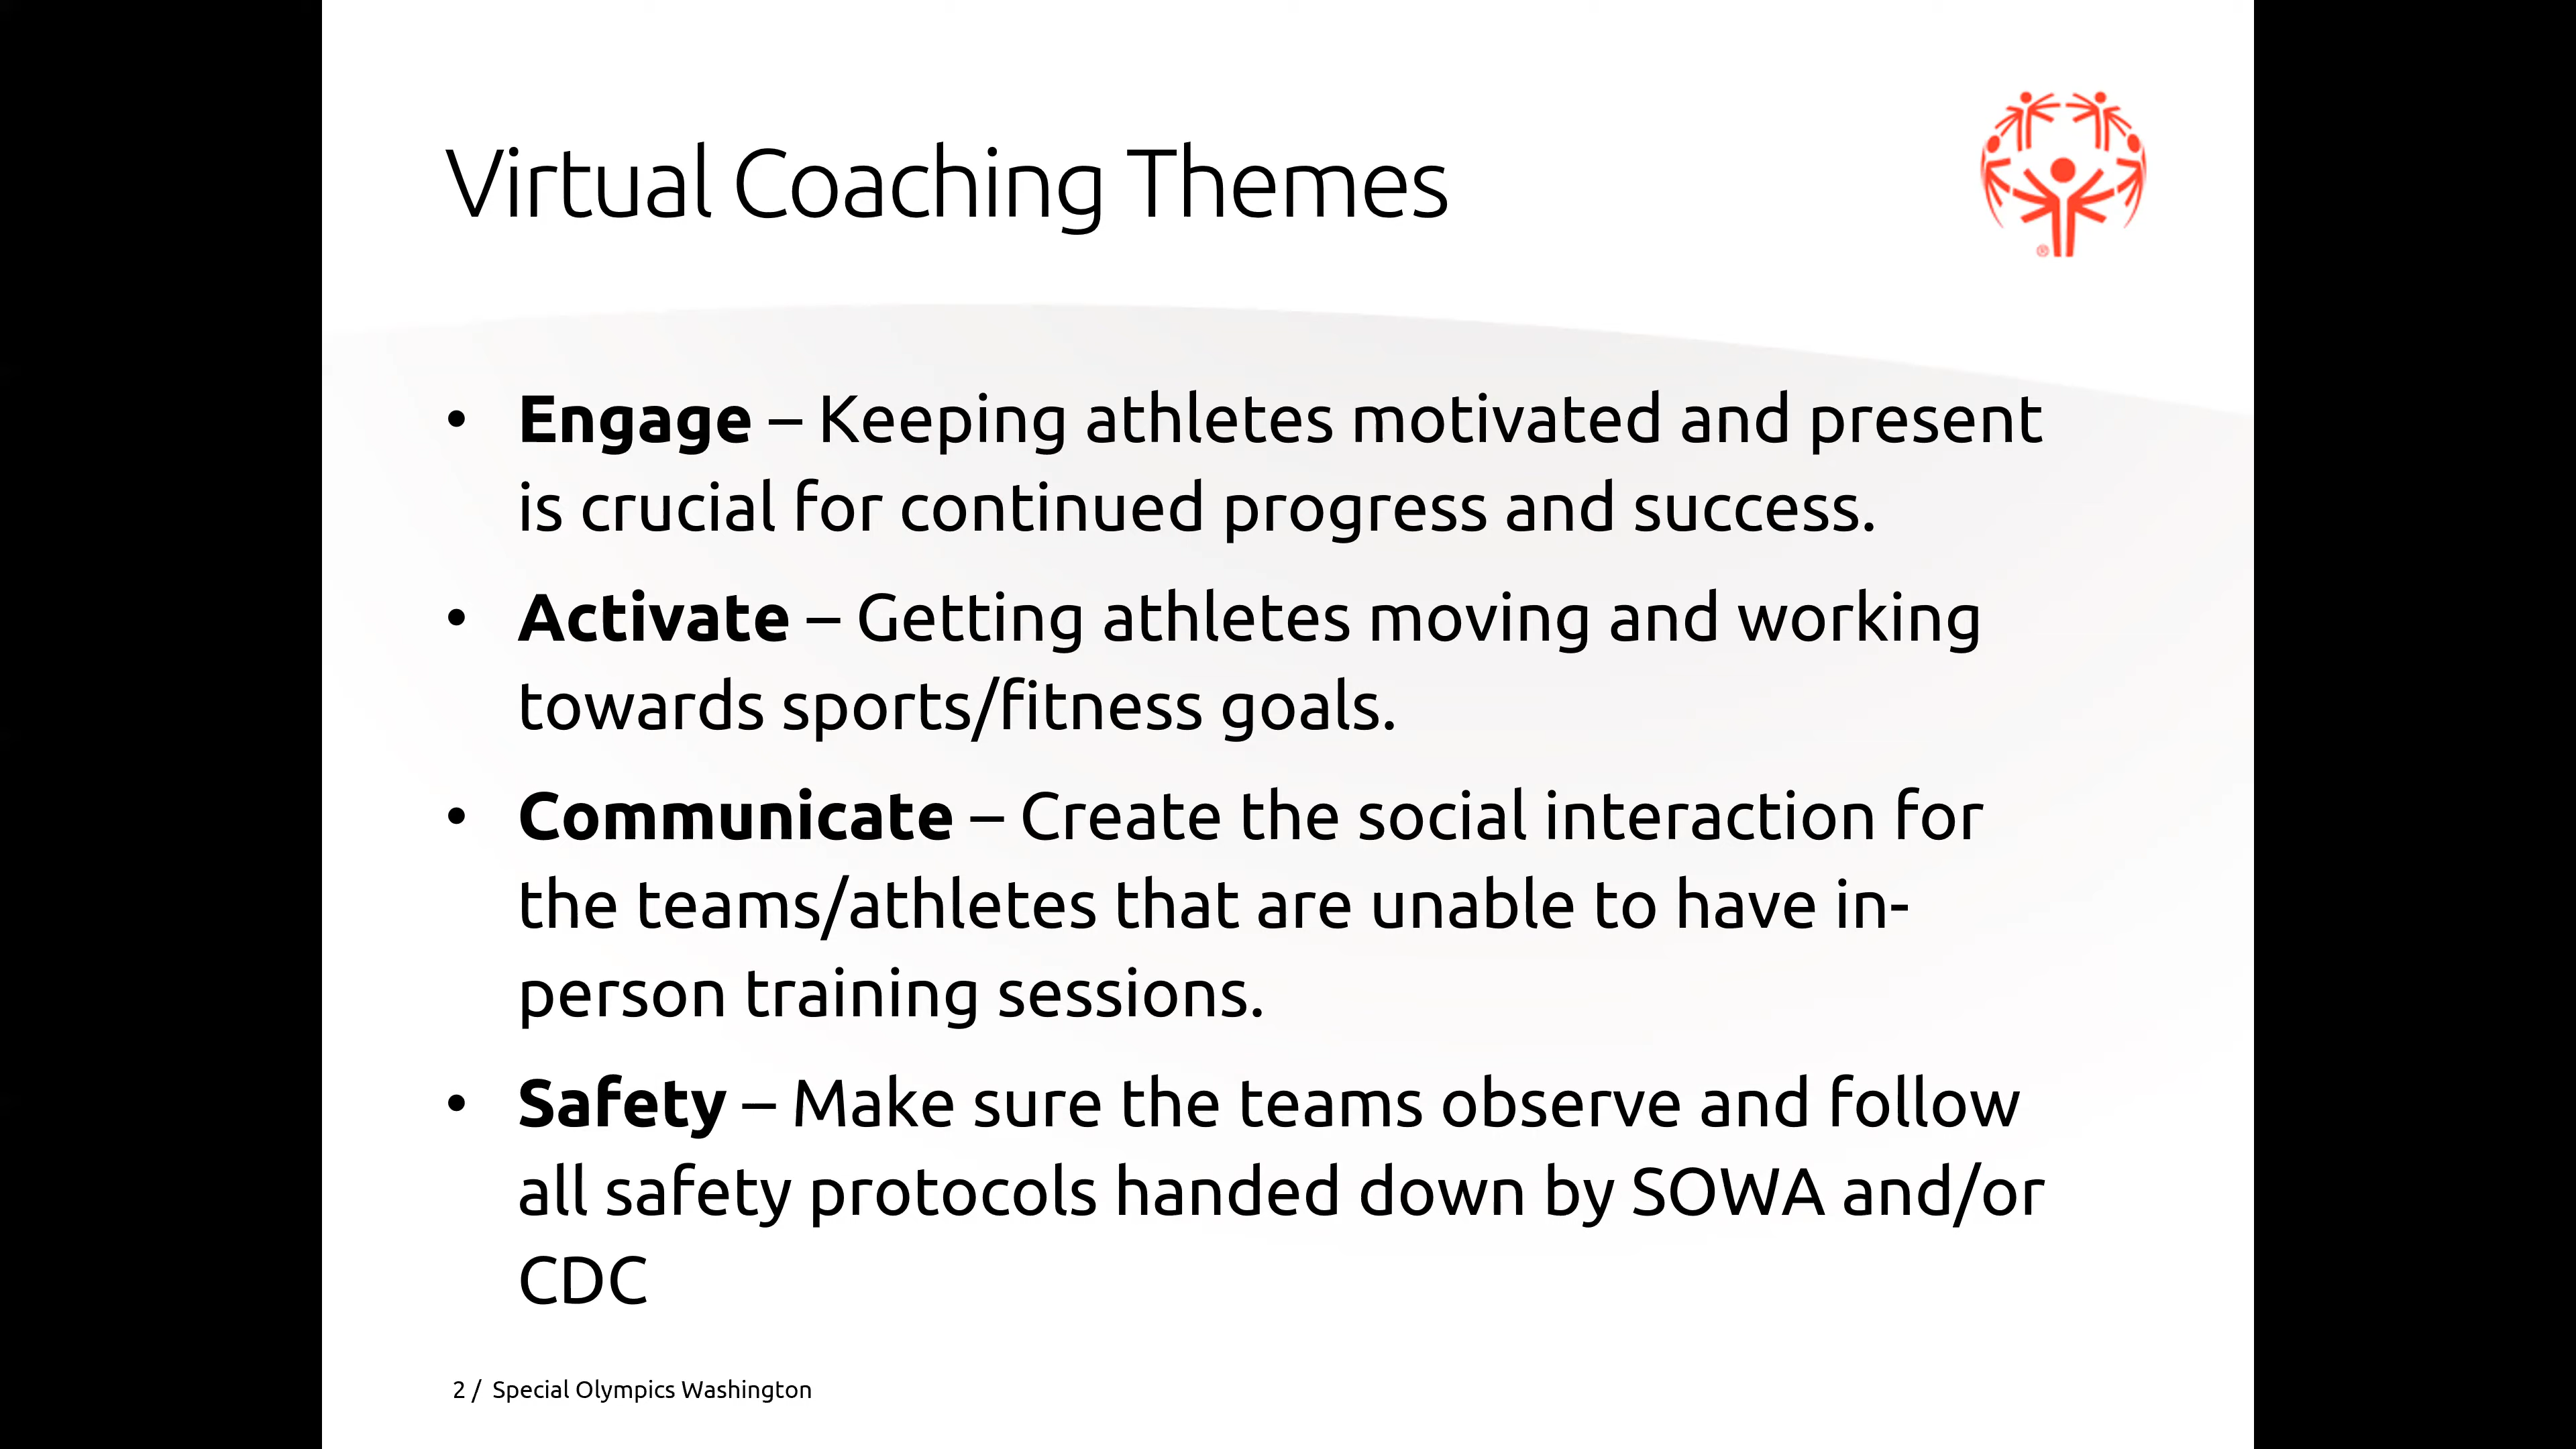 Virtual Coaching Themes
®
• Engage – Keeping athletes motivated and present
is crucial for continued progress and success.
• Activate – Getting athletes moving and working
towards sports/fitness goals.
• Communicate – Create the social interaction for
the teams/athletes that are unable to have in-
person training sessions.
• Safety – Make sure the teams observe and follow
all safety protocols handed down by SOWA and/or
CDC
2 / Special Olympics Washington